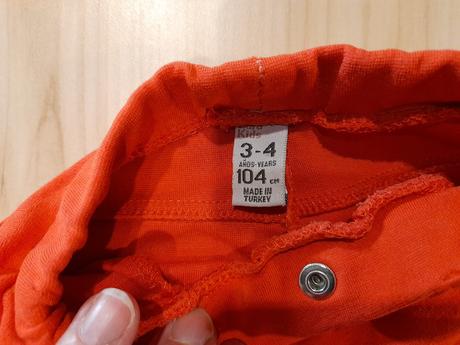 Kids
3-4
AÑOS-YEARS
104 CM
MADE IN
TURKEY